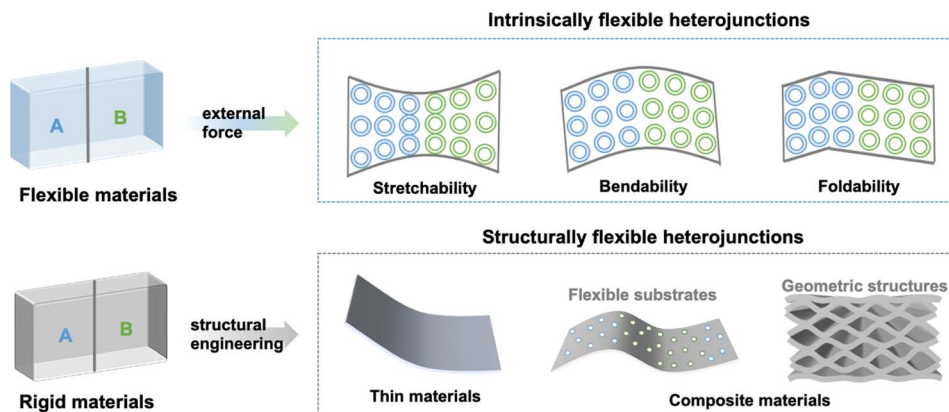 Intrinsically flexible heterojunctions
A
B
external
force
Flexible materials
Stretchability
Bendability
Foldability
Structurally flexible heterojunctions
A
B
structural
engineering
Rigid materials
Flexible substrates
Geometric structures
Thin materials
Composite materials